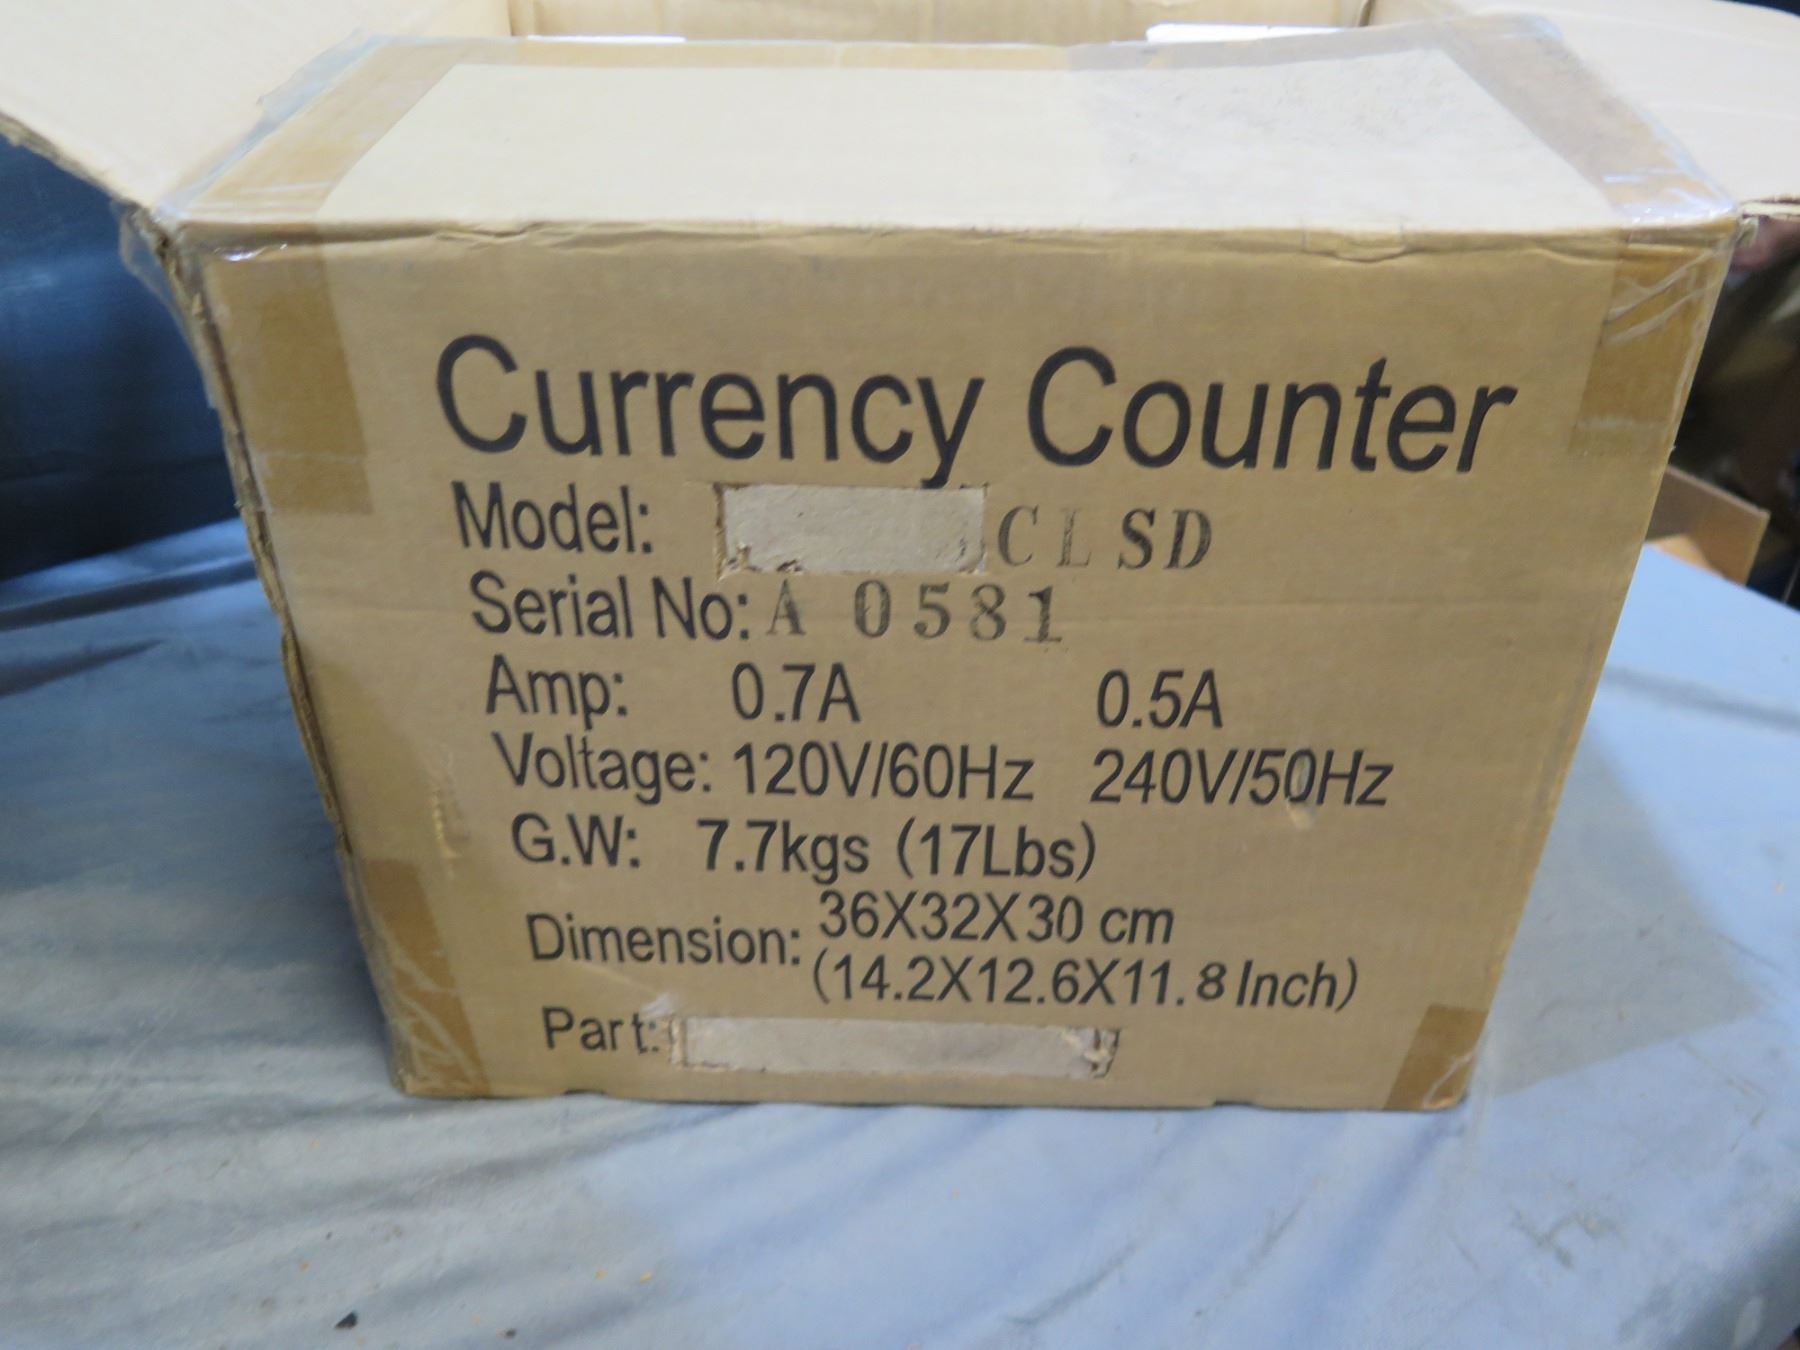 Currency Counter
Model: CLSD
Serial No: A 0581
Amp: 0.7A 0.5A
Voltage: 120V/60Hz 240V/50Hz
G.W: 7.7kgs (17Lbs)
Dimension: 36X32X30 cm
(14.2X12.6X11.8 Inch)
Part: